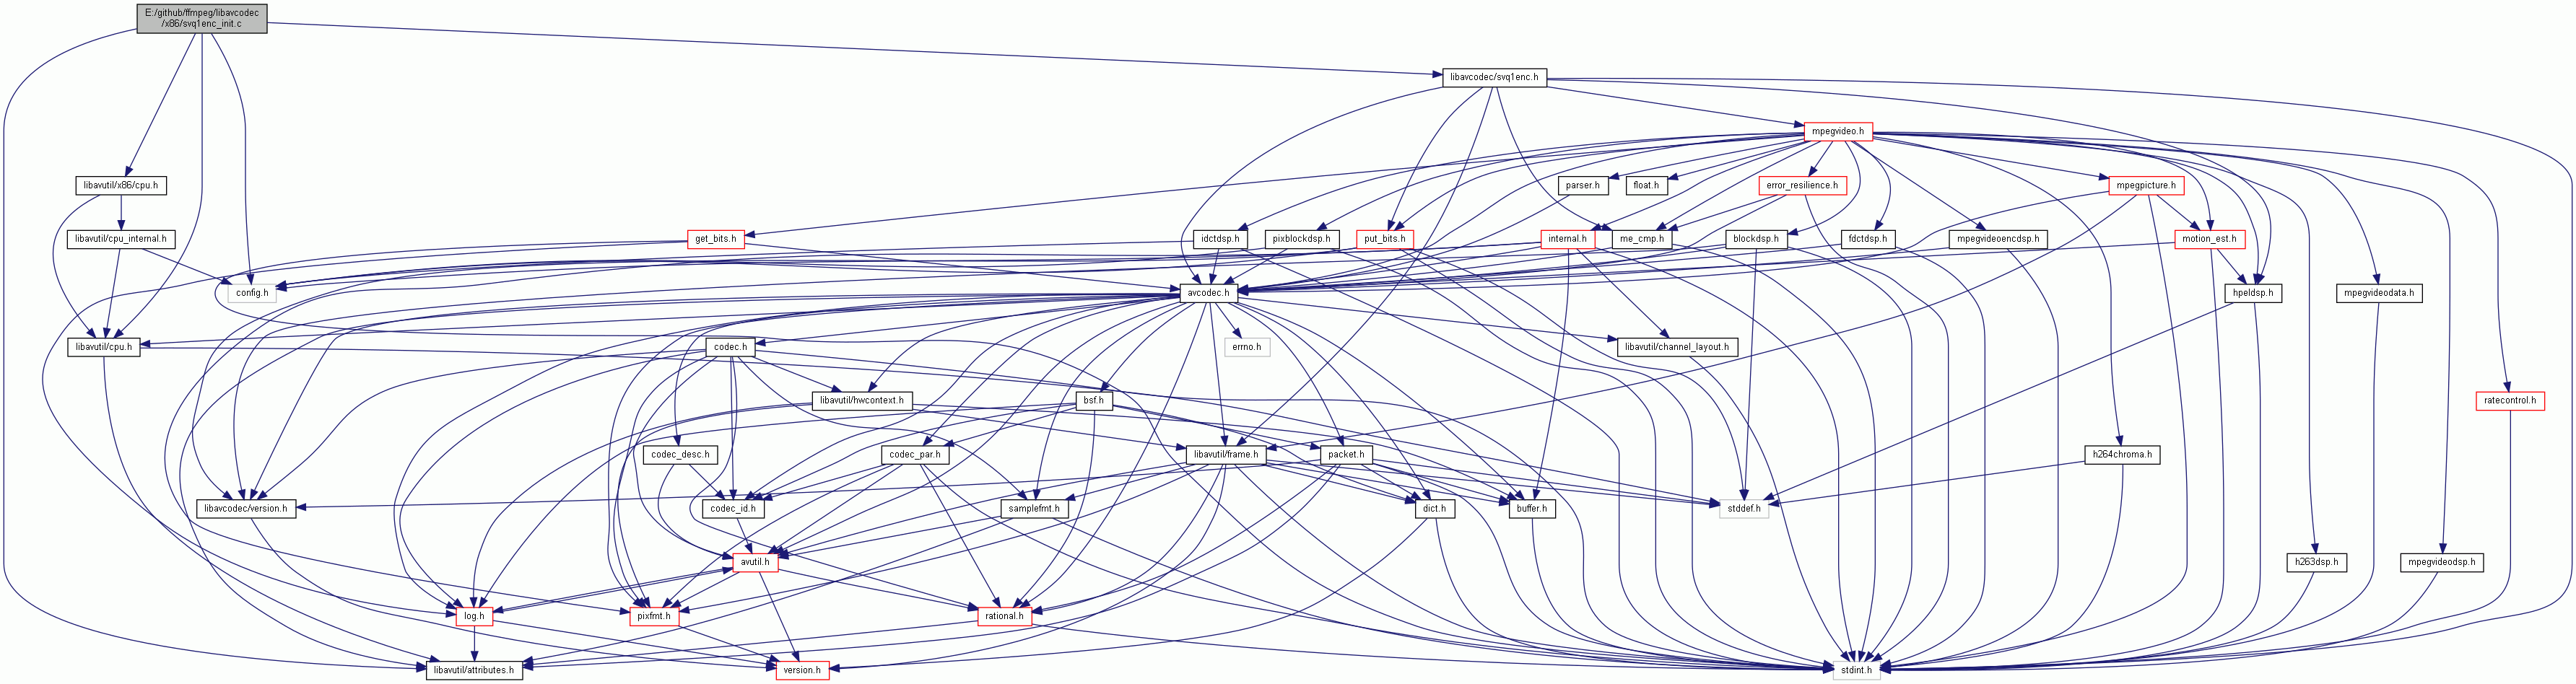 E:/github/ffmpeg/libavcodec
/x86/svq1enc_init.c
libavcodec/svq1enc.h
mpegvideo.h
libavutil/x86/cpu.h
parser.h
float.h
error_resilience.h
mpegpicture.h
libavutil/cpu_internal.h
get_bits.h
idctdsp.h
pixblockdsp.h
put_bits.h
internal.h
me_cmp.h
blockdsp.h
fdctdsp.h
mpegvideoencdsp.h
motion_est.h
config.h
avcodec.h
hpeldsp.h
mpegvideodata.h
libavutil/cpu.h
codec.h
errno.h
libavutil/channel_layout.h
libavutil/hwcontext.h
bsf.h
ratecontrol.h
codec_desc.h
codec_par.h
libavutil/frame.h
packet.h
h264chroma.h
libavcodec/version.h
codec_id.h
samplefmt.h
dict.h
buffer.h
stddef.h
avutil.h
h263dsp.h
mpegvideodsp.h
log.h
pixfmt.h
rational.h
libavutil/attributes.h
version.h
stdint.h